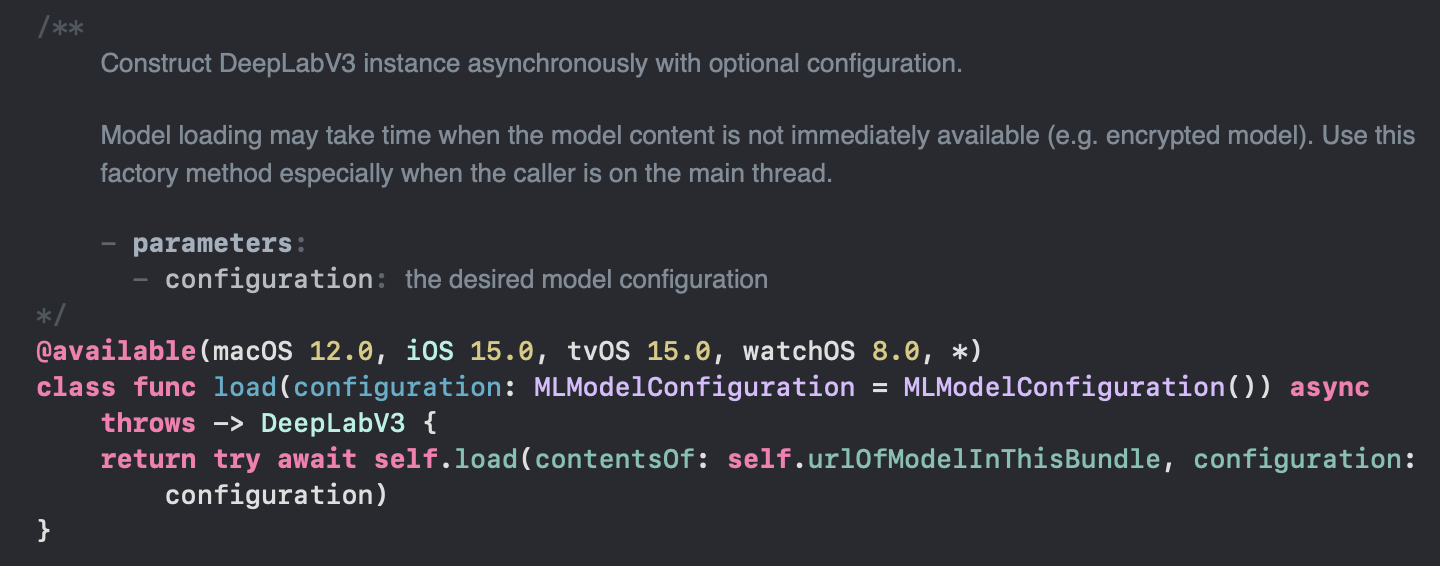 /**
Construct DeepLabV3 instance asynchronously with optional configuration.
Model loading may take time when the model content is not immediately available (e.g. encrypted model). Use this
factory method especially when the caller is on the main thread.
- parameters:
- configuration: the desired model configuration
*/
@available(macOS 12.0, iOS 15.0, tvOS 15.0, watchOS 8.0, *)
class func load(configuration: MLModelConfiguration = MLModelConfiguration()) async
throws -> DeepLabV3 {
return try await self.load(contentsOf: self.urlOfModelInThisBundle, configuration:
configuration)
}